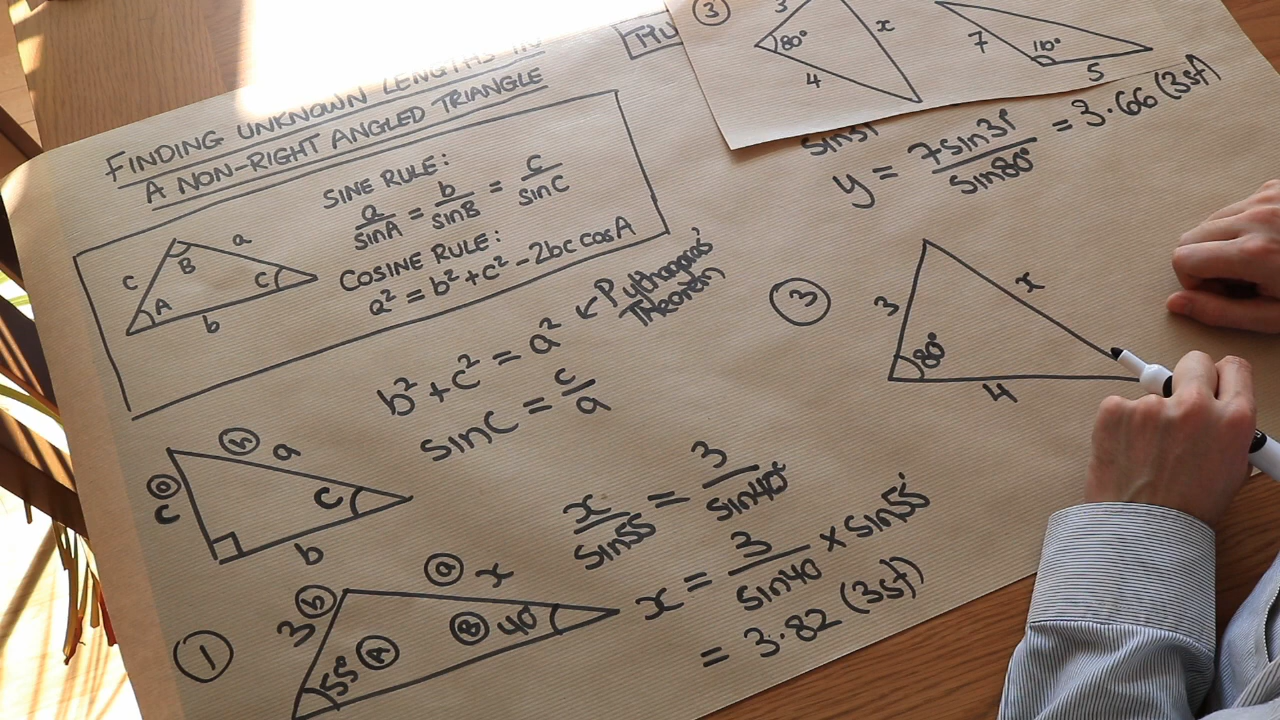 FINDING UNKNOWN LENGTHS IN
A NON-RIGHT ANGLED TRIANGLE
SINE RULE:
a/sinA = b/sinB = c/sinC
COSINE RULE:
a² = b² + c² - 2bc cosA
c B a
A b C
b² + c² = a² ← Pythagoras'
Theorem
sinC = c/a
h a
o c C
b
1
b a x
3 B 40°
55° A
x/sin55 = 3/sin40°
x = 3/sin40 × sin55°
= 3.82 (3sf)
3
3 x
80°
4
7
5
sin31
y = 7sin31°/sin80° = 3.66 (3sf)
3
3 x
80°
4